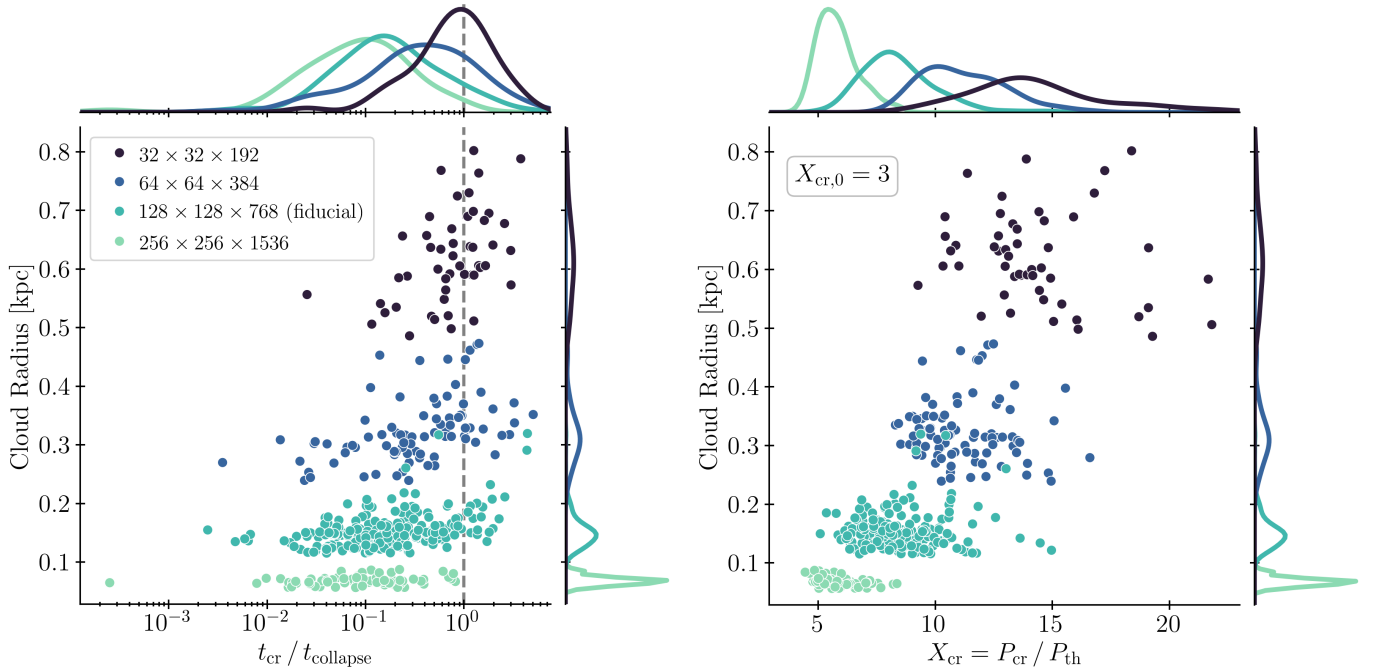 0.8
0.7
0.6
0.5
0.4
0.3
0.2
0.1
Cloud Radius [kpc]
32 × 32 × 192
64 × 64 × 384
128 × 128 × 768 (fiducial)
256 × 256 × 1536
10⁻³ 10⁻² 10⁻¹ 10⁰
t_cr / t_collapse
0.8
0.7
0.6
0.5
0.4
0.3
0.2
0.1
Cloud Radius [kpc]
X_cr,0 = 3
5 10 15 20
X_cr = P_cr / P_th